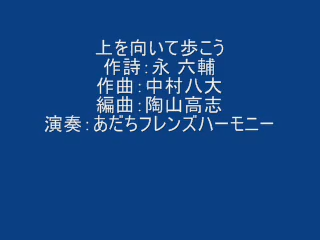 上を向いて歩こう
作詩：永 六輔
作曲：中村八大
編曲：陶山高志
演奏：あだちフレンズハーモニー